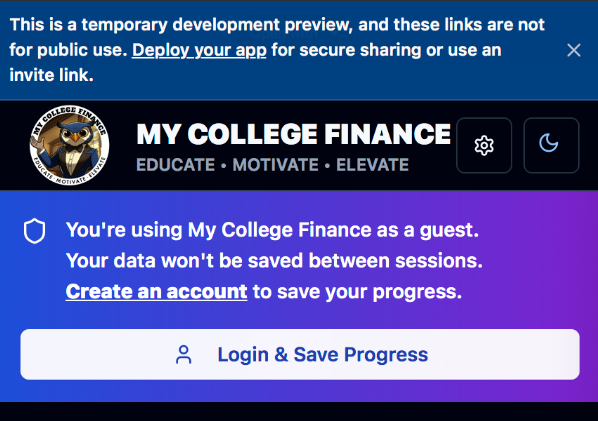 This is a temporary development preview, and these links are not
for public use. Deploy your app for secure sharing or use an
invite link.
MY COLLEGE FINANCE
EDUCATE MOTIVATE ELEVATE
MY COLLEGE FINANCE
EDUCATE • MOTIVATE • ELEVATE
You're using My College Finance as a guest.
Your data won't be saved between sessions.
Create an account to save your progress.
Login & Save Progress